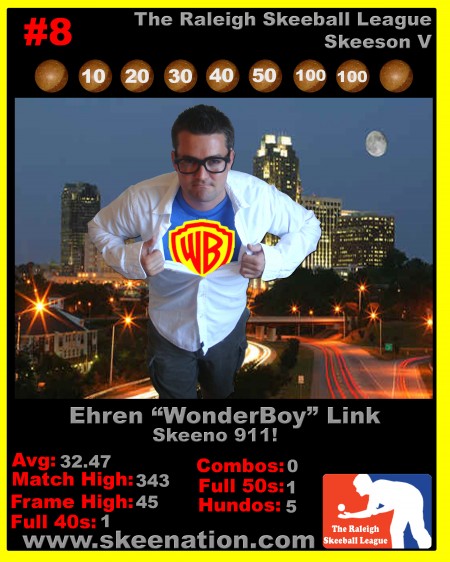 #8
The Raleigh Skeeball League
Skeeson V
10 20 30 40 50 100 100
WB
Ehren “WonderBoy” Link
Skeeno 911!
Avg: 32.47
Match High: 343
Frame High: 45
Full 40s: 1
Combos: 0
Full 50s: 1
Hundos: 5
The Raleigh
Skeeball League
www.skeenation.com